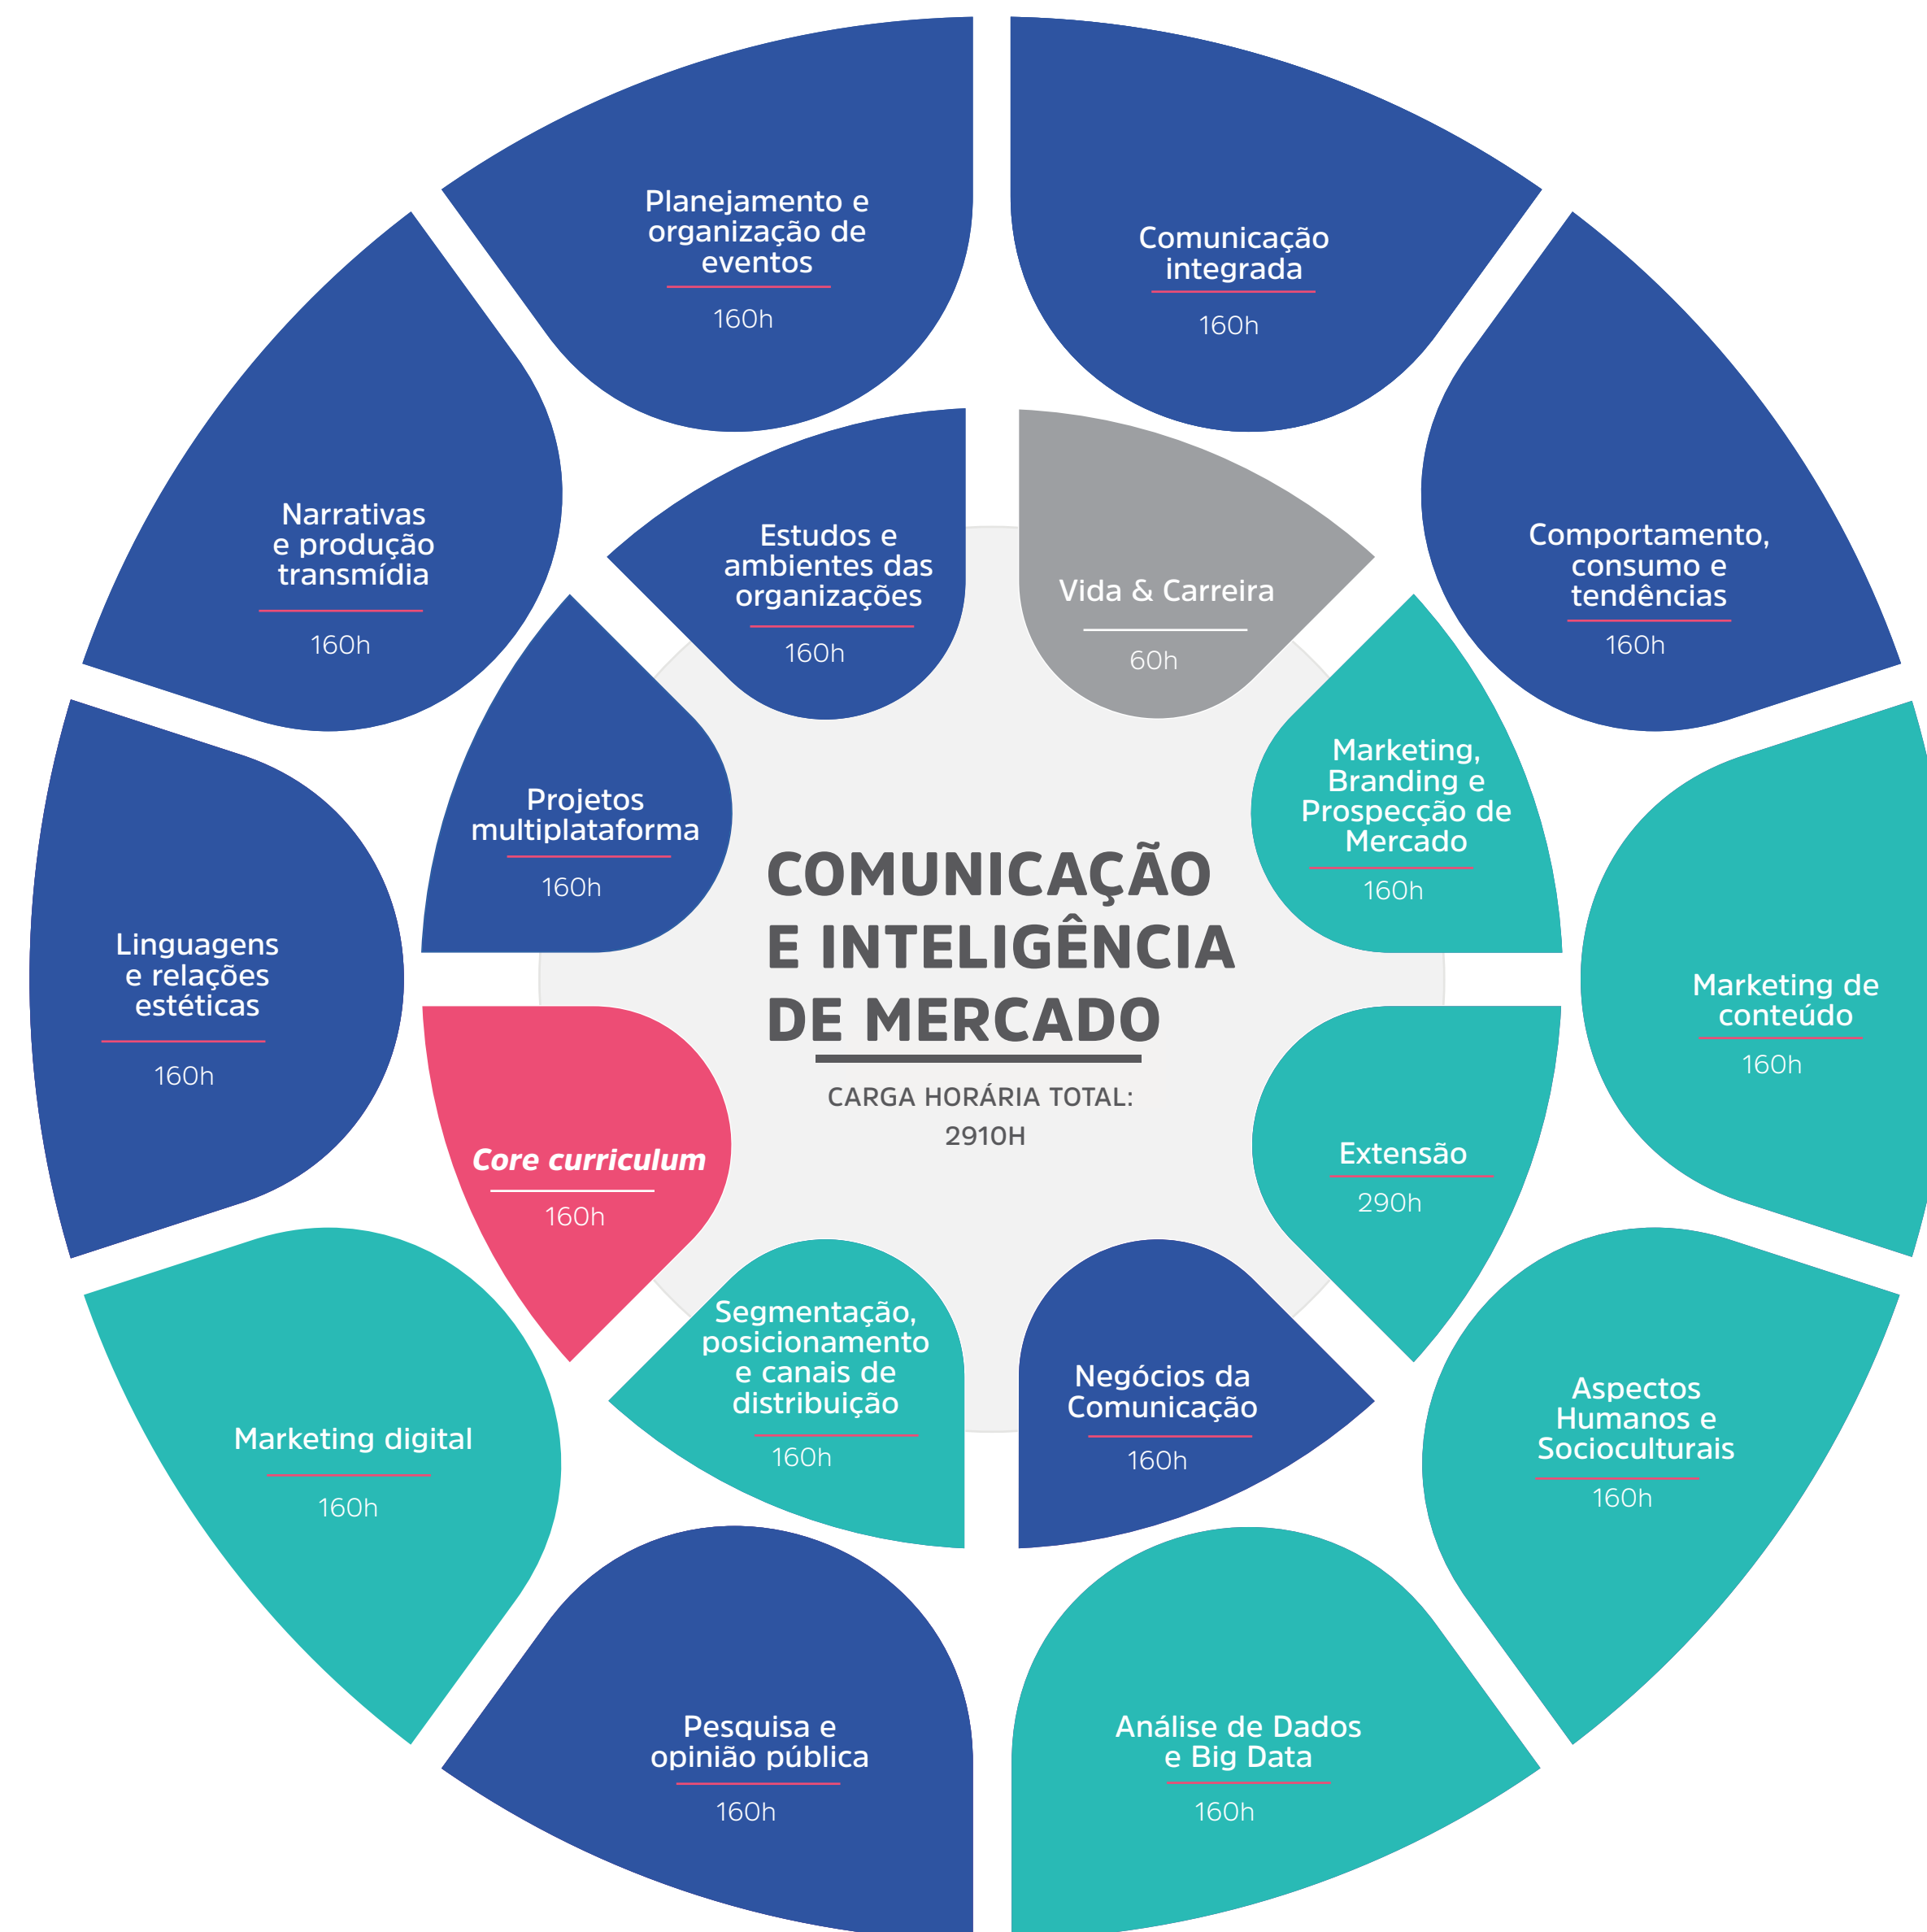 Planejamento e
organização de
eventos
160h
Comunicação
integrada
160h
Narrativas
e produção
transmídia
160h
Estudos e
ambientes das
organizações
160h
Vida & Carreira
60h
Comportamento,
consumo e
tendências
160h
Projetos
multiplataforma
160h
Marketing,
Branding e
Prospecção de
Mercado
160h
Linguagens
e relações
estéticas
160h
COMUNICAÇÃO
E INTELIGÊNCIA
DE MERCADO
CARGA HORÁRIA TOTAL:
2910H
Marketing de
conteúdo
160h
Core curriculum
160h
Extensão
290h
Segmentação,
posicionamento
e canais de
distribuição
160h
Negócios da
Comunicação
160h
Marketing digital
160h
Aspectos
Humanos e
Socioculturais
160h
Pesquisa e
opinião pública
160h
Análise de Dados
e Big Data
160h